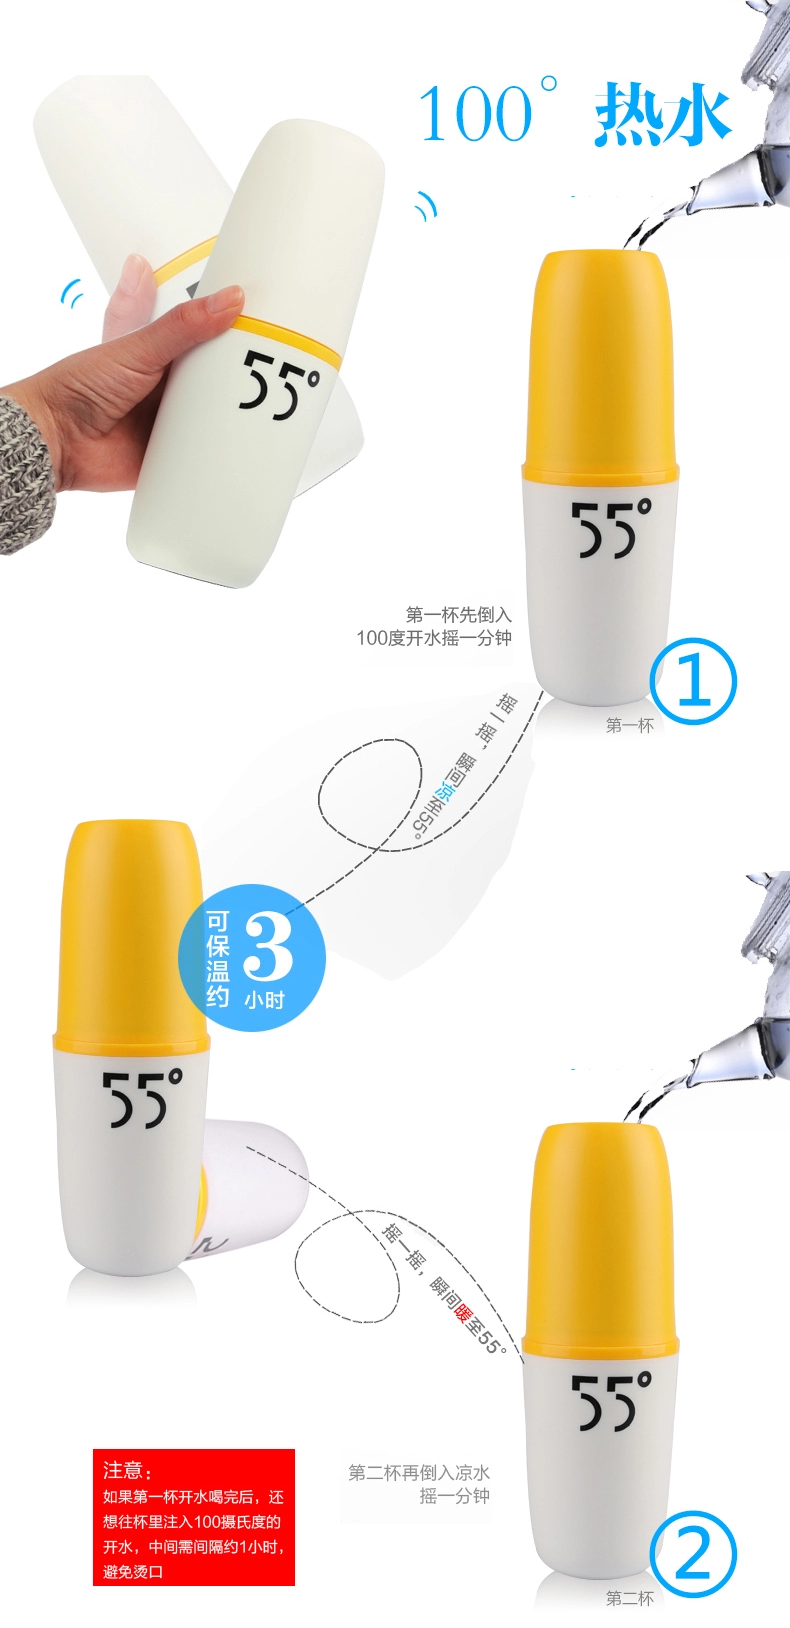 100°热水
55°
55°
第一杯先倒入
100度开水摇一分钟
1
第一杯
摇一摇，瞬间凉至55°
可保温约
3
小时
55°
摇一摇，瞬间暖至55°
55°
第二杯再倒入凉水
摇一分钟
2
第二杯
注意：
如果第一杯开水喝完后，还
想往杯里注入100摄氏度的
开水，中间需间隔约1小时，
避免烫口